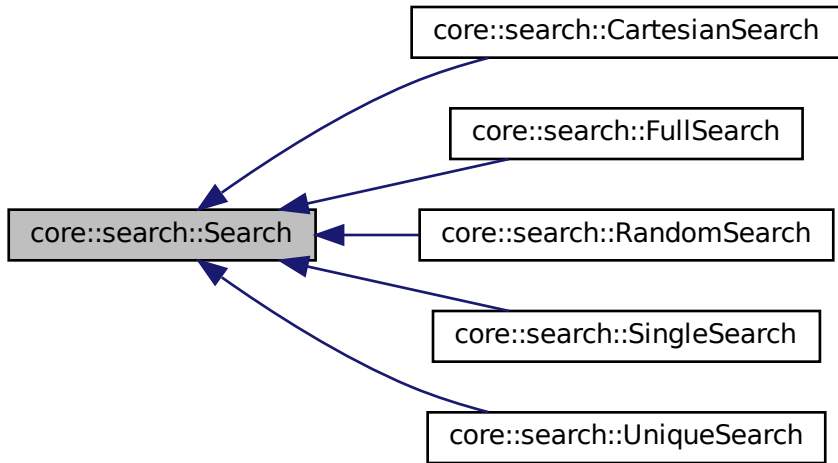 core::search::CartesianSearch
core::search::FullSearch
core::search::Search
core::search::RandomSearch
core::search::SingleSearch
core::search::UniqueSearch